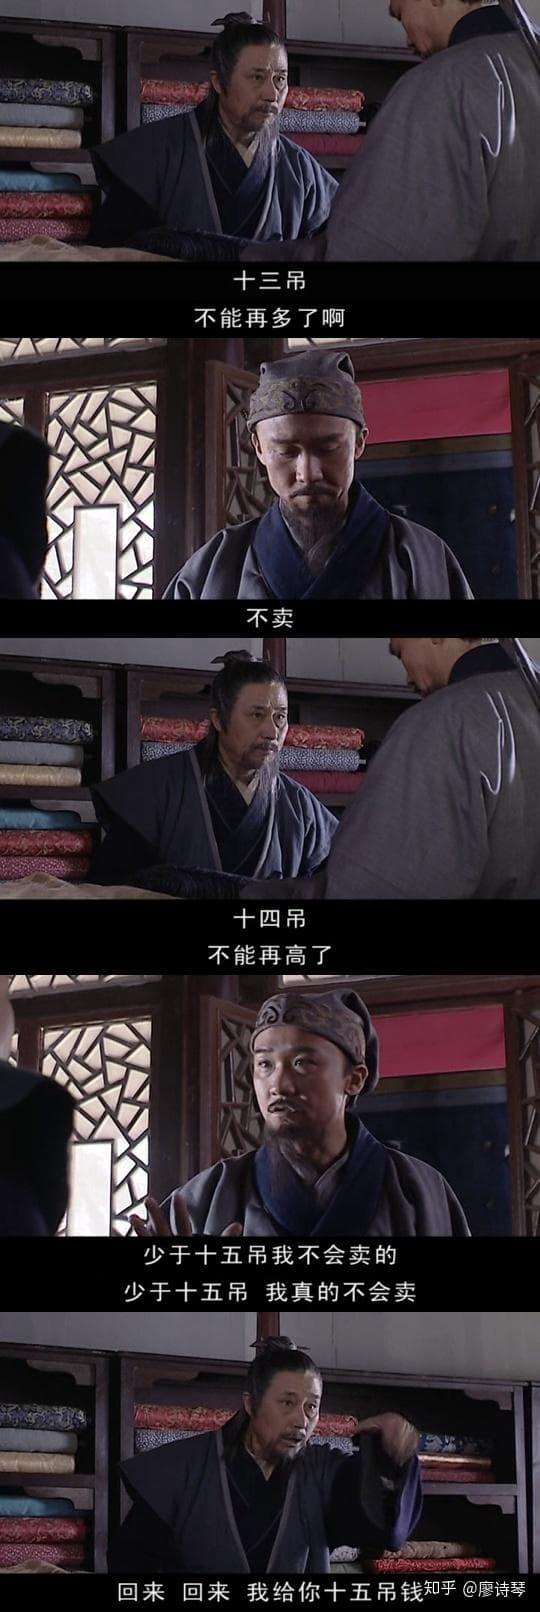 十三吊
不能再多了啊
不卖
十四吊
不能再高了
少于十五吊我不会卖的
少于十五吊 我真的不会卖
回来 回来 我给你十五吊钱
知乎 @廖诗琴